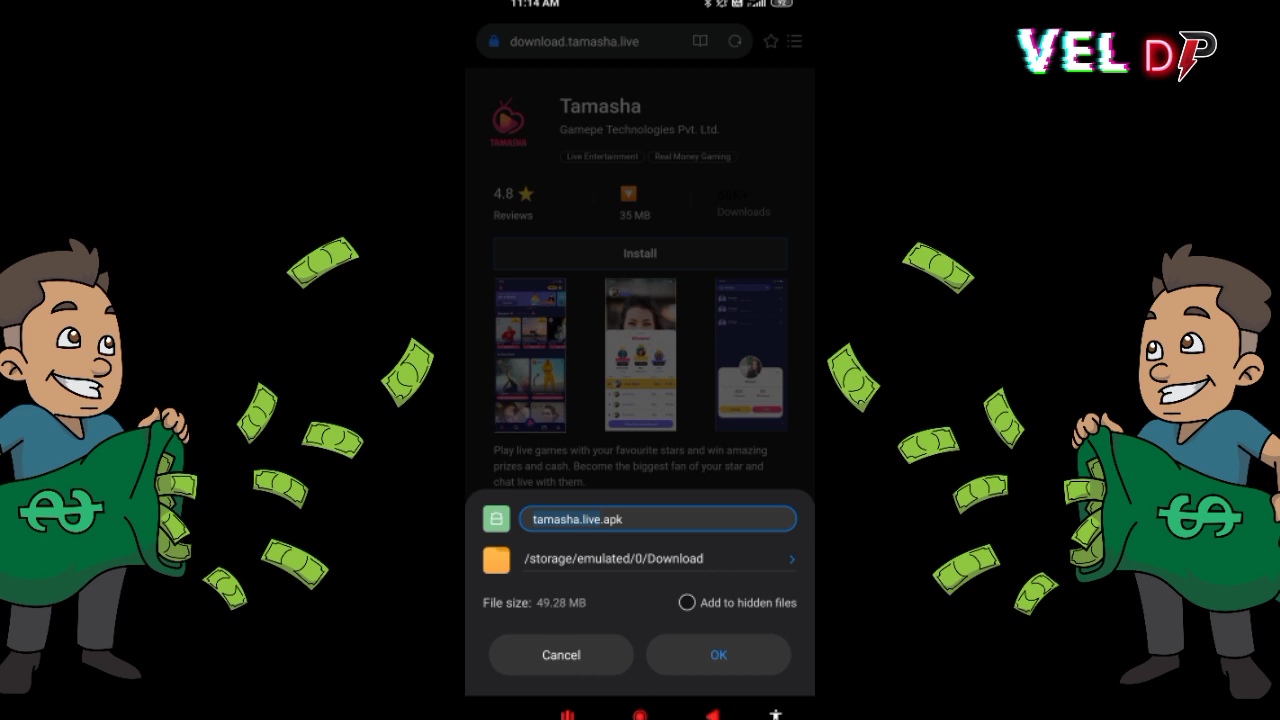 11:14 AM
VEL DP
download.tamasha.live
Tamasha
Gamepe Technologies Pvt. Ltd.
Live Entertainment
Real Money Gaming
TAMASHA
4.8
Reviews
35 MB
Downloads
Install
Play live games with your favourite stars and win amazing
prizes and cash. Become the biggest fan of your star and
chat live with them.
tamasha.live.apk
/storage/emulated/0/Download
File size: 49.28 MB
Add to hidden files
Cancel
OK
$
$